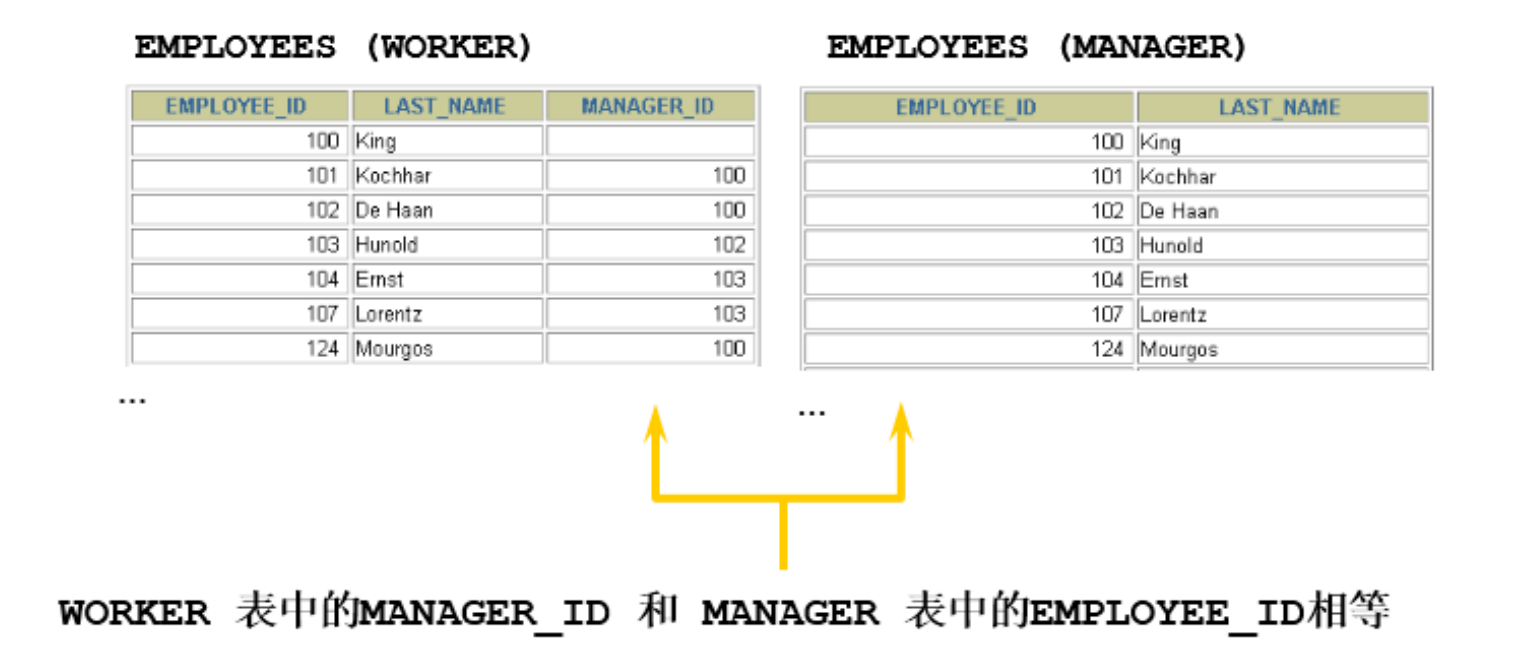 EMPLOYEES (WORKER)
EMPLOYEES (MANAGER)
EMPLOYEE_ID LAST_NAME MANAGER_ID
100 King
101 Kochhar 100
102 De Haan 100
103 Hunold 102
104 Ernst 103
107 Lorentz 103
124 Mourgos 100
...
EMPLOYEE_ID LAST_NAME
100 King
101 Kochhar
102 De Haan
103 Hunold
104 Ernst
107 Lorentz
124 Mourgos
...
WORKER 表中的MANAGER_ID 和 MANAGER 表中的EMPLOYEE_ID相等